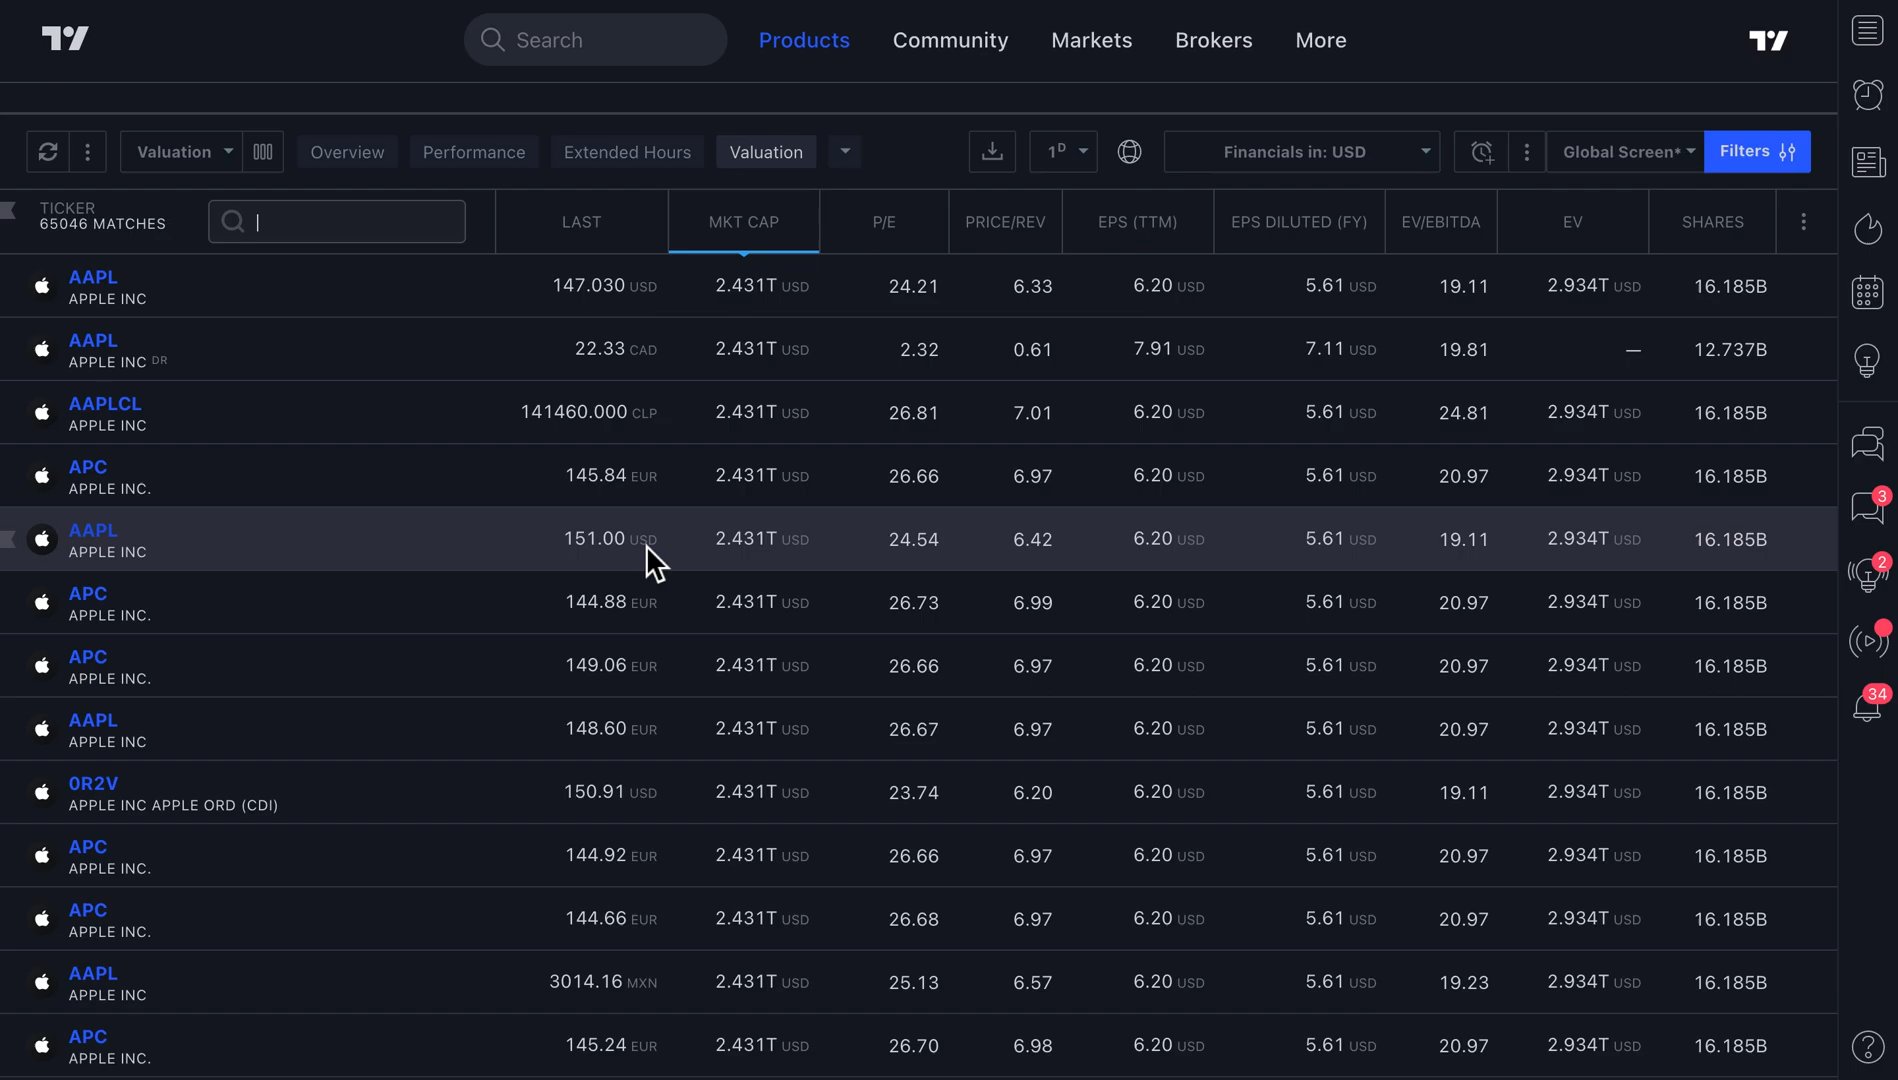 Search
Products
Community
Markets
Brokers
More
Valuation
Overview
Performance
Extended Hours
Valuation
1D
Financials in: USD
Global Screen*
Filters
TICKER
65046 MATCHES
LAST
MKT CAP
P/E
PRICE/REV
EPS (TTM)
EPS DILUTED (FY)
EV/EBITDA
EV
SHARES
AAPL
APPLE INC
147.030 USD 2.431T USD 24.21 6.33 6.20 USD 5.61 USD 19.11 2.934T USD 16.185B
AAPL
APPLE INC DR
22.33 CAD 2.431T USD 2.32 0.61 7.91 USD 7.11 USD 19.81 — 12.737B
AAPLCL
APPLE INC
141460.000 CLP 2.431T USD 26.81 7.01 6.20 USD 5.61 USD 24.81 2.934T USD 16.185B
APC
APPLE INC.
145.84 EUR 2.431T USD 26.66 6.97 6.20 USD 5.61 USD 20.97 2.934T USD 16.185B
AAPL
APPLE INC
151.00 USD 2.431T USD 24.54 6.42 6.20 USD 5.61 USD 19.11 2.934T USD 16.185B
APC
APPLE INC.
144.88 EUR 2.431T USD 26.73 6.99 6.20 USD 5.61 USD 20.97 2.934T USD 16.185B
APC
APPLE INC.
149.06 EUR 2.431T USD 26.66 6.97 6.20 USD 5.61 USD 20.97 2.934T USD 16.185B
AAPL
APPLE INC
148.60 EUR 2.431T USD 26.67 6.97 6.20 USD 5.61 USD 20.97 2.934T USD 16.185B
0R2V
APPLE INC APPLE ORD (CDI)
150.91 USD 2.431T USD 23.74 6.20 6.20 USD 5.61 USD 19.11 2.934T USD 16.185B
APC
APPLE INC.
144.92 EUR 2.431T USD 26.66 6.97 6.20 USD 5.61 USD 20.97 2.934T USD 16.185B
APC
APPLE INC.
144.66 EUR 2.431T USD 26.68 6.97 6.20 USD 5.61 USD 20.97 2.934T USD 16.185B
AAPL
APPLE INC
3014.16 MXN 2.431T USD 25.13 6.57 6.20 USD 5.61 USD 19.23 2.934T USD 16.185B
APC
APPLE INC.
145.24 EUR 2.431T USD 26.70 6.98 6.20 USD 5.61 USD 20.97 2.934T USD 16.185B
3
2
34
?